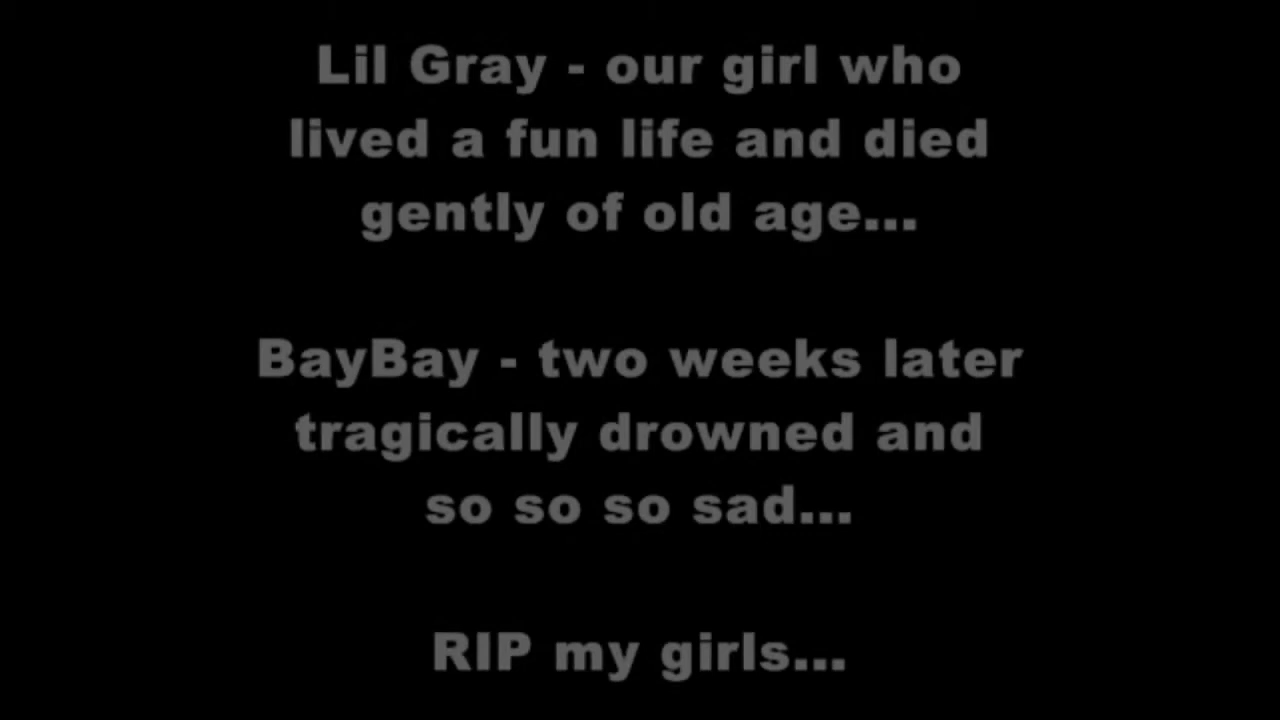 Lil Gray - our girl who
lived a fun life and died
gently of old age...
BayBay - two weeks later
tragically drowned and
so so so sad...
RIP my girls...